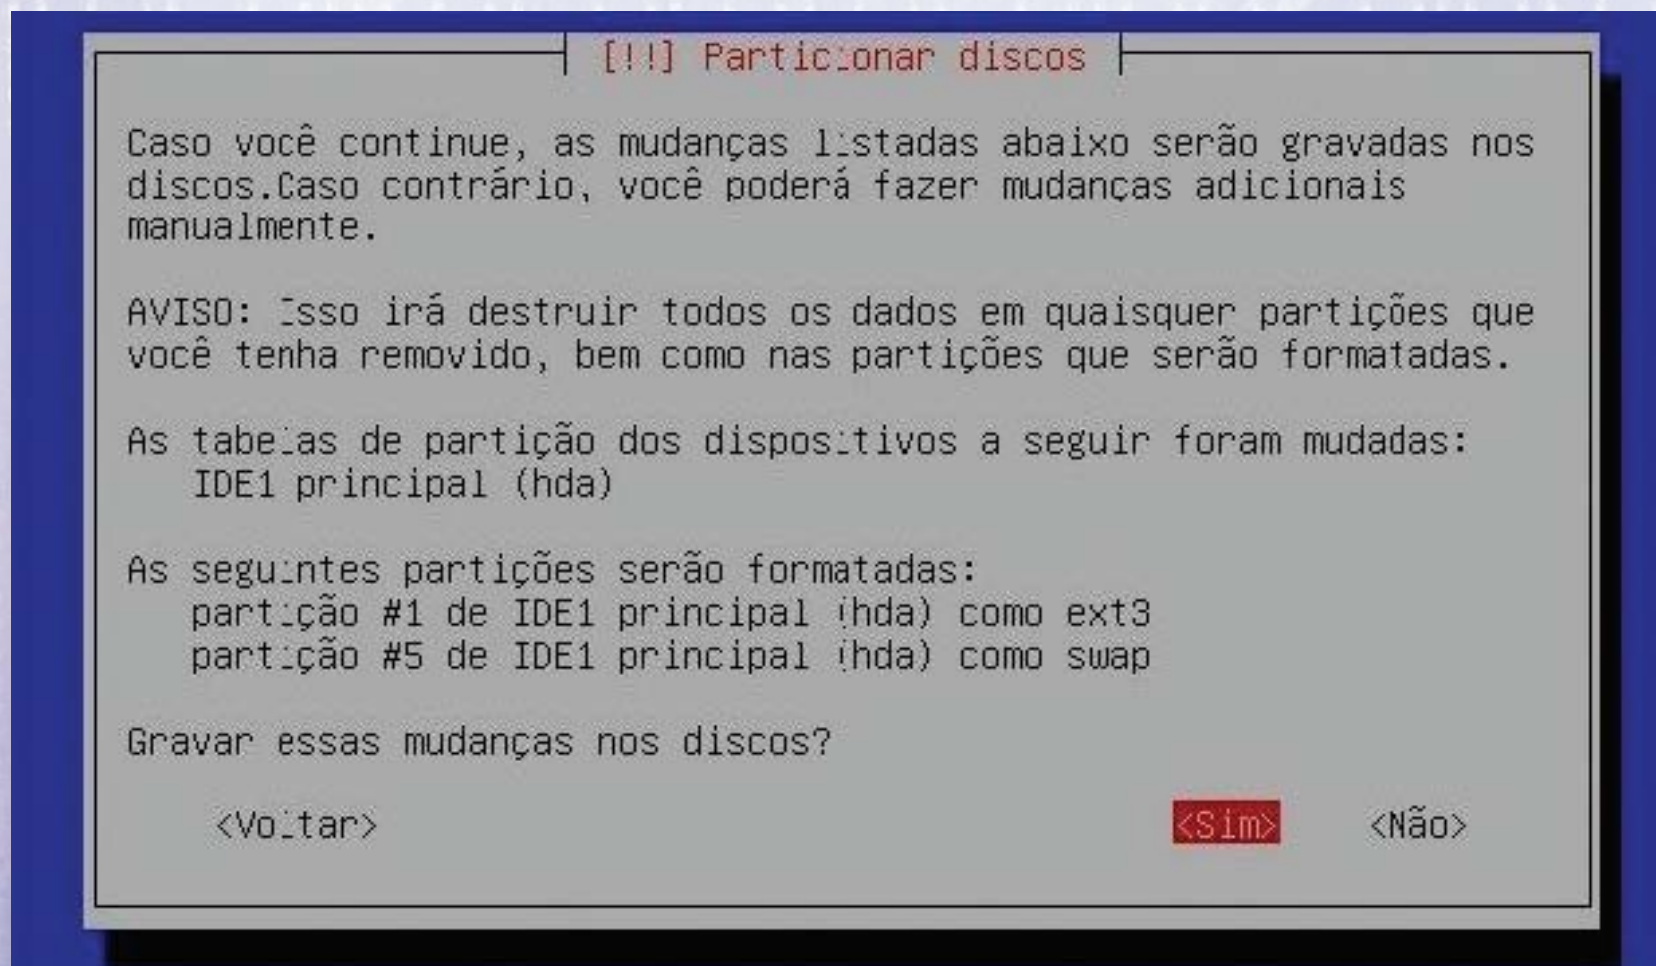 [!!] Particionar discos
Caso você continue, as mudanças listadas abaixo serão gravadas nos
discos.Caso contrário, você poderá fazer mudanças adicionais
manualmente.
AVISO: Isso irá destruir todos os dados em quaisquer partições que
você tenha removido, bem como nas partições que serão formatadas.
As tabelas de partição dos dispositivos a seguir foram mudadas:
IDE1 principal (hda)
As seguintes partições serão formatadas:
partição #1 de IDE1 principal (hda) como ext3
partição #5 de IDE1 principal (hda) como swap
Gravar essas mudanças nos discos?
<Voltar> <Sim> <Não>